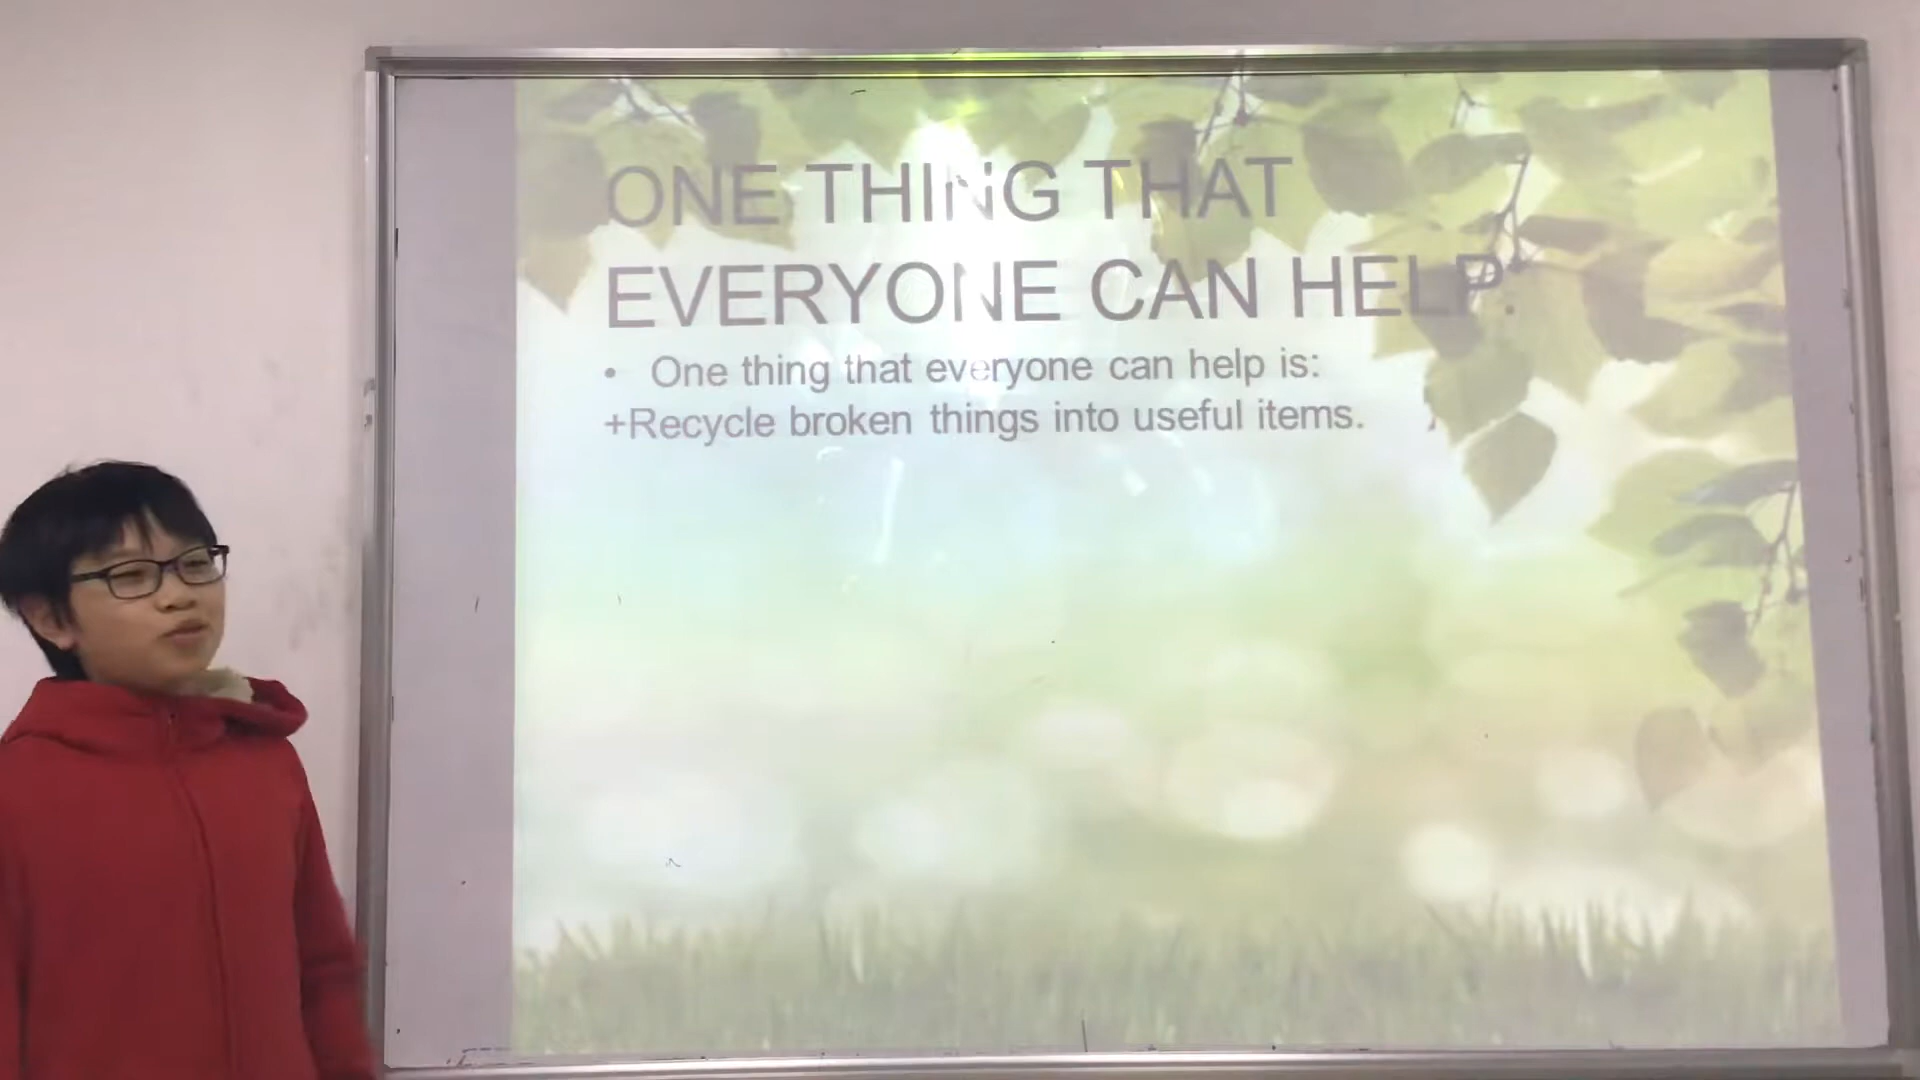 ONE THING THAT
EVERYONE CAN HELP.
• One thing that everyone can help is:
+Recycle broken things into useful items.